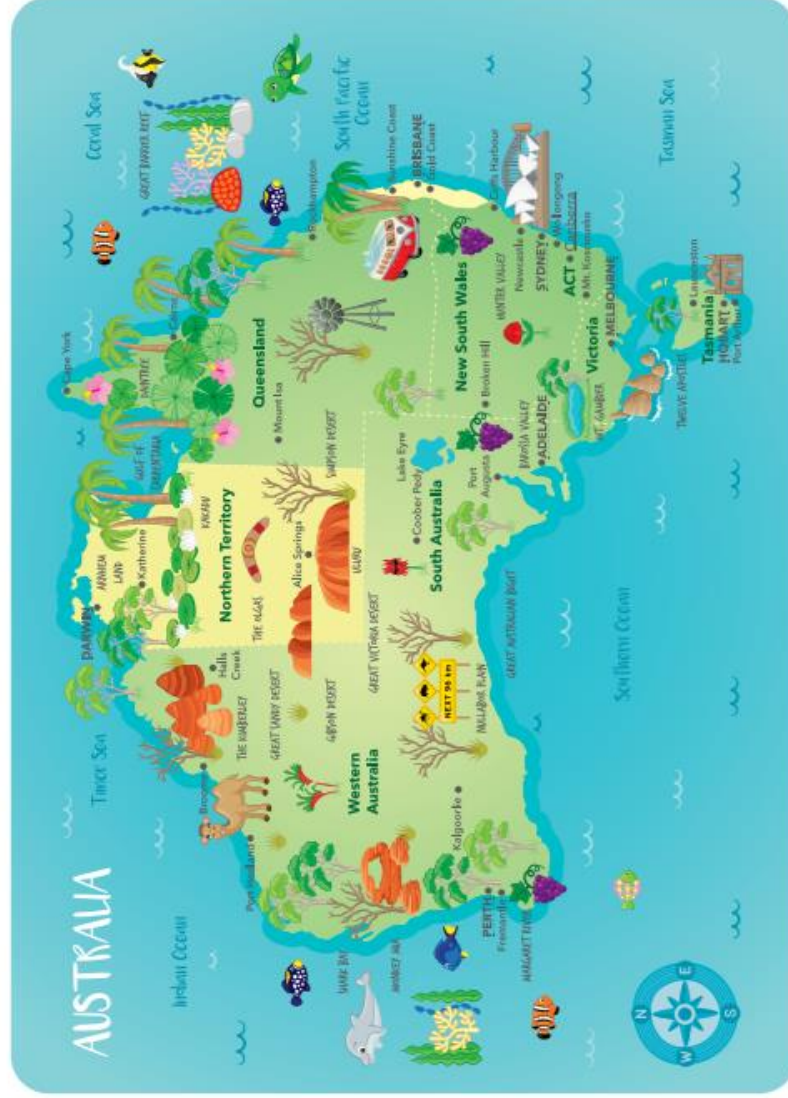 AUSTRALIA
Timor Sea
Indian Ocean
Coral Sea
South Pacific
Ocean
Tasman Sea
Southern Ocean
GREAT BARRIER REEF
Cape York
GULF OF
CARPENTARIA
DAINTREE
Cairns
DARWIN
ARNHEM
LAND
Katherine
KAKADU
Northern Territory
THE OLGAS
Alice Springs
ULURU
Halls
Creek
THE KIMBERLEY
Broome
Port Hedland
GREAT SANDY DESERT
GIBSON DESERT
Western
Australia
GREAT VICTORIA DESERT
NEXT 96 km
NULLARBOR PLAIN
Kalgoorlie
PERTH
Fremantle
MARGARET RIVER
SHARK BAY
MONKEY MIA
GREAT AUSTRALIAN BIGHT
Queensland
Mount Isa
SIMPSON DESERT
Rockhampton
Sunshine Coast
BRISBANE
Gold Coast
Lake Eyre
Coober Pedy
South Australia
Port
Augusta
BAROSSA VALLEY
ADELAIDE
MT. GAMBIER
New South Wales
Broken Hill
HUNTER VALLEY
Coffs Harbour
Newcastle
SYDNEY
Wollongong
ACT
Canberra
Mt. Kosciuszko
Victoria
MELBOURNE
TWELVE APOSTLES
Tasmania
Launceston
HOBART
Port Arthur
N
E
S
W